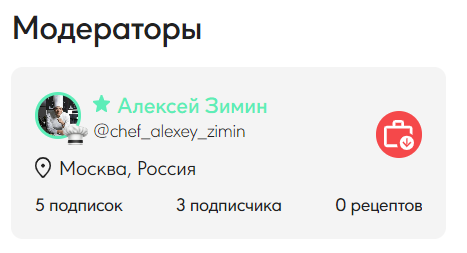 Модераторы
Алексей Зимин
@chef_alexey_zimin
Москва, Россия
5 подписок 3 подписчика 0 рецептов